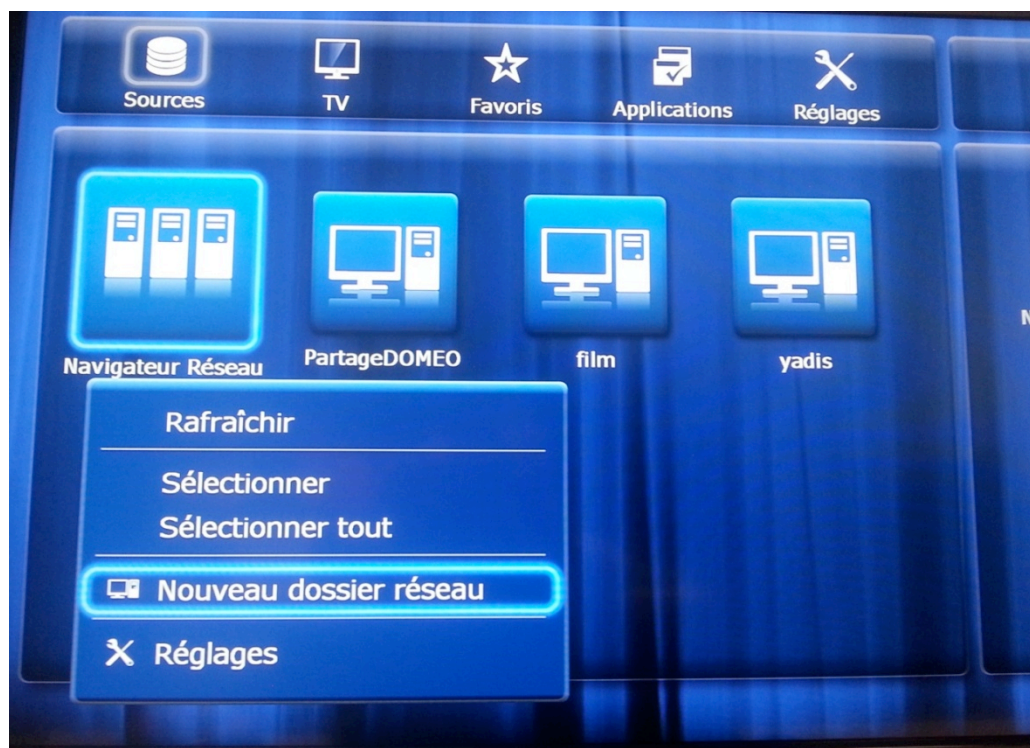 Sources
TV
Favoris
Applications
Réglages
Navigateur Réseau
PartageDOMEO
film
yadis
Rafraîchir
Sélectionner
Sélectionner tout
Nouveau dossier réseau
Réglages